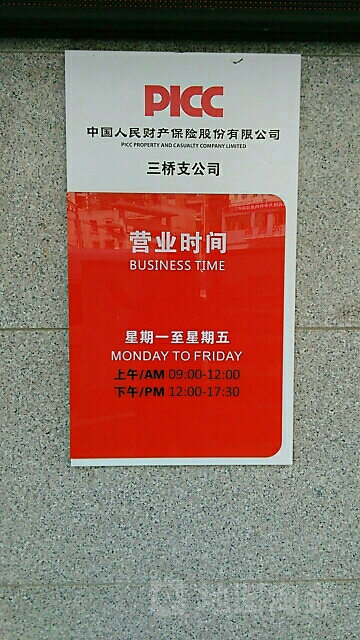 PICC
中国人民财产保险股份有限公司
PICC PROPERTY AND CASUALTY COMPANY LIMITED
三桥支公司
营业时间
BUSINESS TIME
星期一至星期五
MONDAY TO FRIDAY
上午/AM 09:00-12:00
下午/PM 12:00-17:30